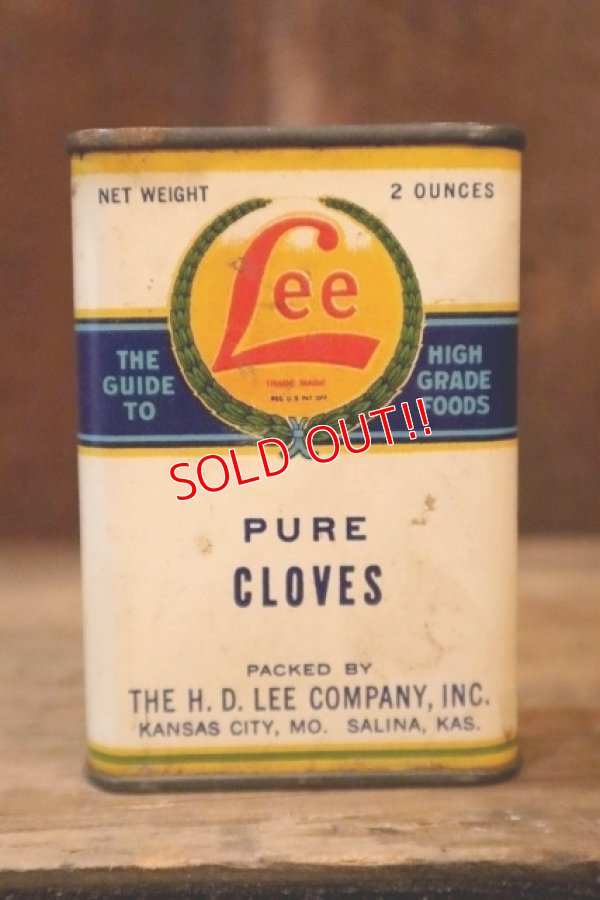 NET WEIGHT 2 OUNCES
Lee
TRADE MARK
REG. U.S. PAT. OFF.
THE
GUIDE
TO
HIGH
GRADE
FOODS
SOLD OUT!!
PURE
CLOVES
PACKED BY
THE H. D. LEE COMPANY, INC.
KANSAS CITY, MO. SALINA, KAS.